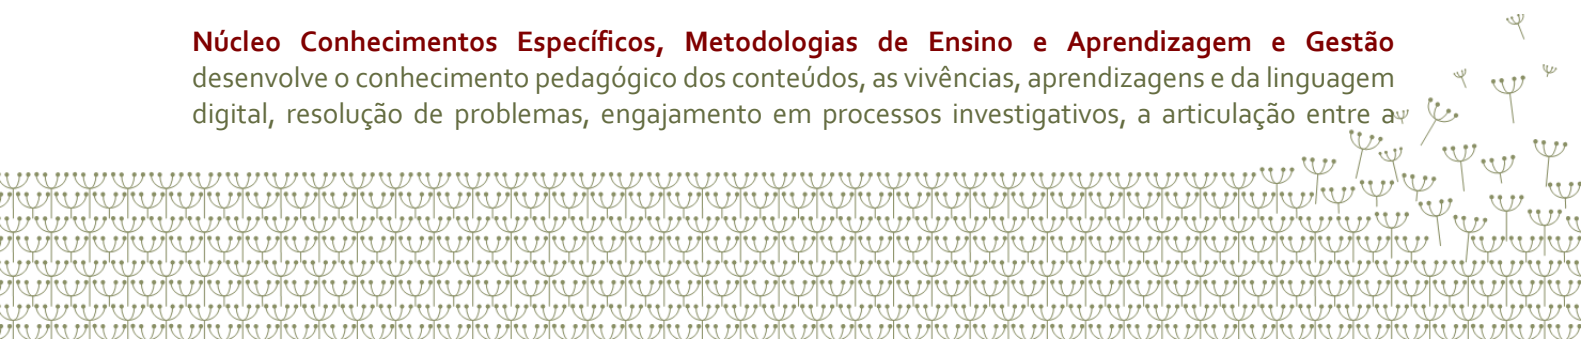 Núcleo Conhecimentos Específicos, Metodologias de Ensino e Aprendizagem e Gestão
desenvolve o conhecimento pedagógico dos conteúdos, as vivências, aprendizagens e da linguagem
digital, resolução de problemas, engajamento em processos investigativos, a articulação entre a